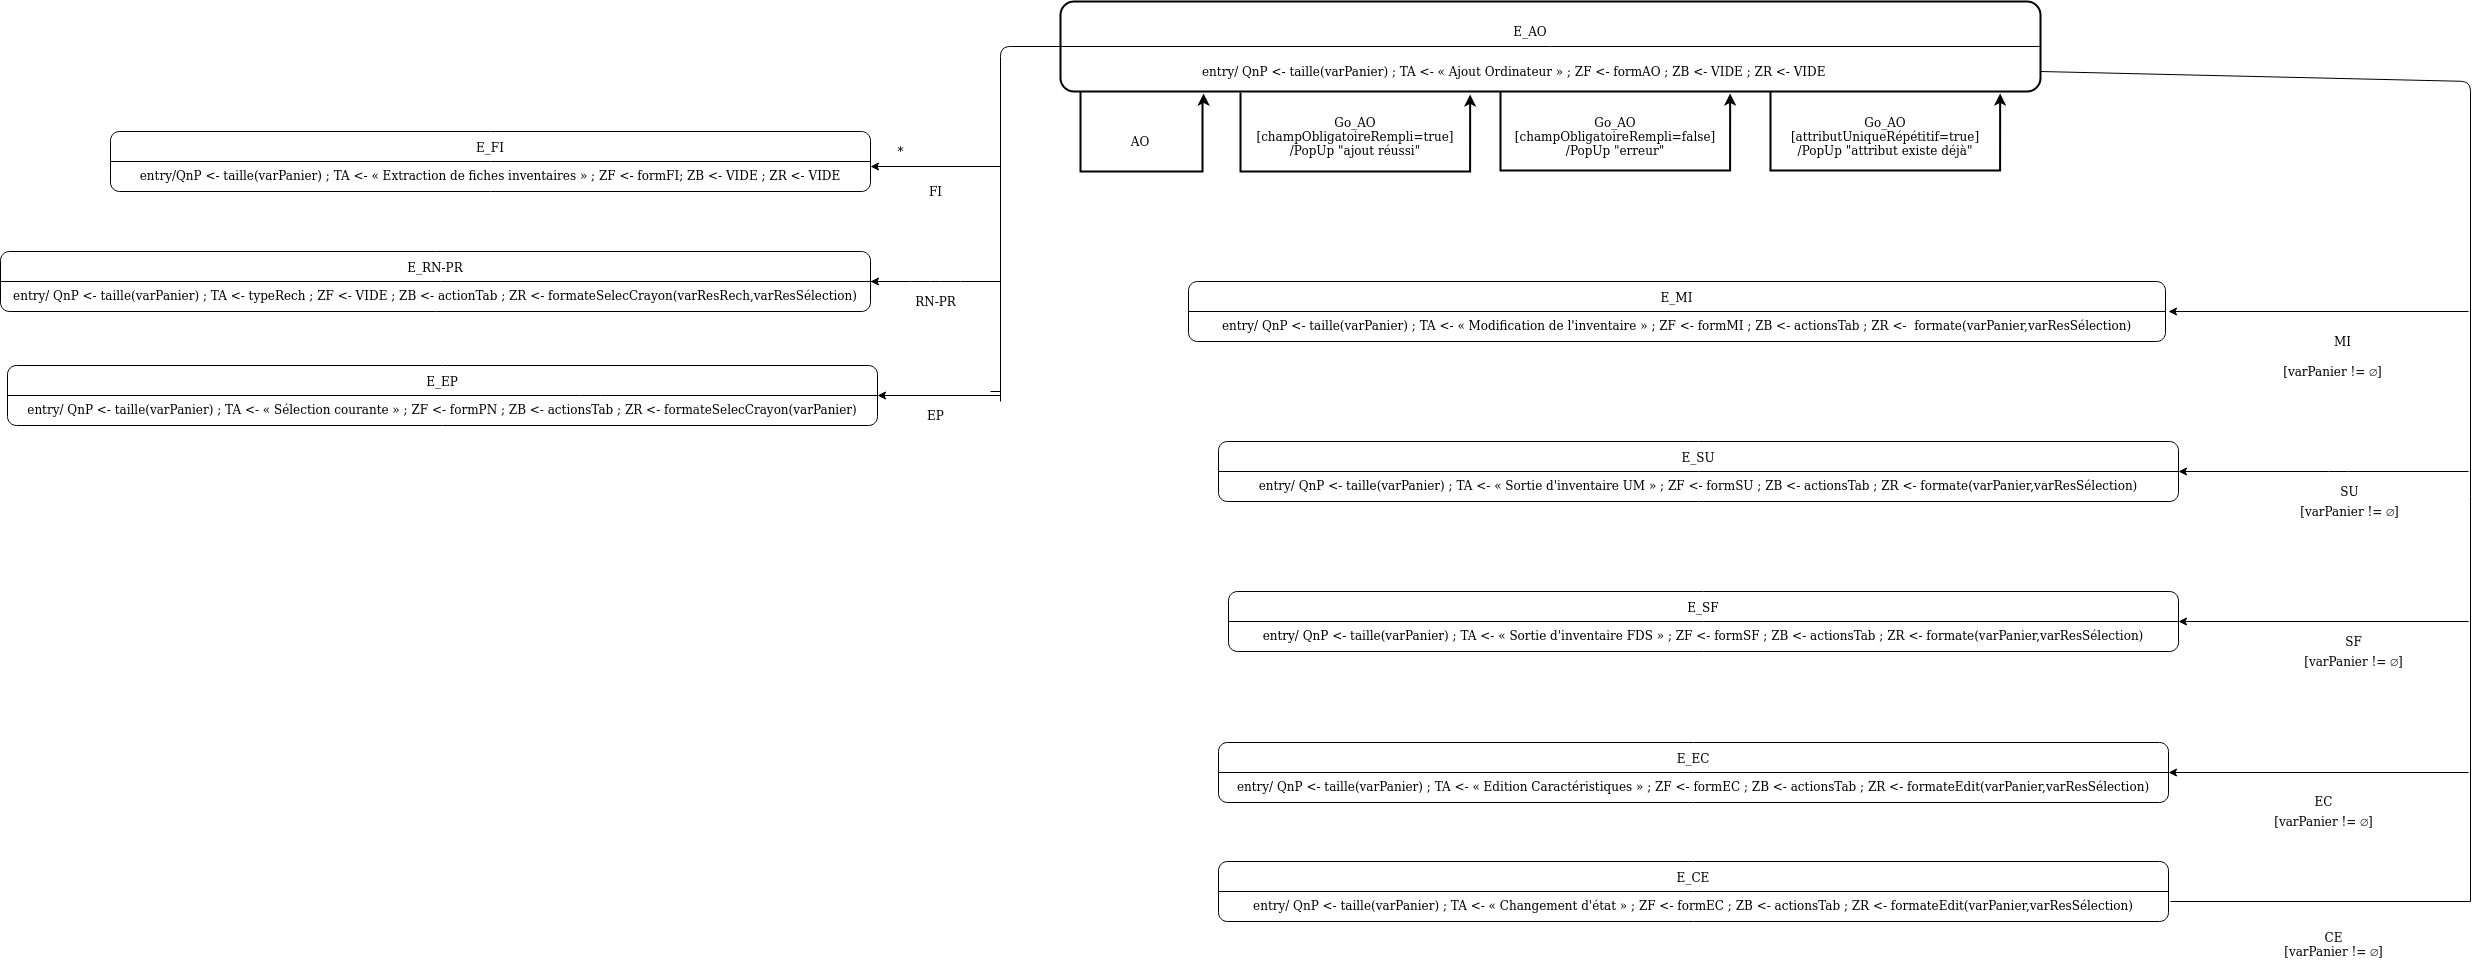 E_AO
entry/ QnP <- taille(varPanier) ; TA <- « Ajout Ordinateur » ; ZF <- formAO ; ZB <- VIDE ; ZR <- VIDE
AO
Go_AO
[champObligatoireRempli=true]
/PopUp "ajout réussi"
Go_AO
[champObligatoireRempli=false]
/PopUp "erreur"
Go_AO
[attributUniqueRépétitif=true]
/PopUp "attribut existe déjà"
E_FI
entry/QnP <- taille(varPanier) ; TA <- « Extraction de fiches inventaires » ; ZF <- formFI; ZB <- VIDE ; ZR <- VIDE
*
FI
E_RN-PR
entry/ QnP <- taille(varPanier) ; TA <- typeRech ; ZF <- VIDE ; ZB <- actionTab ; ZR <- formateSelecCrayon(varResRech,varResSélection)
RN-PR
E_EP
entry/ QnP <- taille(varPanier) ; TA <- « Sélection courante » ; ZF <- formPN ; ZB <- actionsTab ; ZR <- formateSelecCrayon(varPanier)
EP
E_MI
entry/ QnP <- taille(varPanier) ; TA <- « Modification de l'inventaire » ; ZF <- formMI ; ZB <- actionsTab ; ZR <-  formate(varPanier,varResSélection)
MI
[varPanier != ∅]
E_SU
entry/ QnP <- taille(varPanier) ; TA <- « Sortie d'inventaire UM » ; ZF <- formSU ; ZB <- actionsTab ; ZR <- formate(varPanier,varResSélection)
SU
[varPanier != ∅]
E_SF
entry/ QnP <- taille(varPanier) ; TA <- « Sortie d'inventaire FDS » ; ZF <- formSF ; ZB <- actionsTab ; ZR <- formate(varPanier,varResSélection)
SF
[varPanier != ∅]
E_EC
entry/ QnP <- taille(varPanier) ; TA <- « Edition Caractéristiques » ; ZF <- formEC ; ZB <- actionsTab ; ZR <- formateEdit(varPanier,varResSélection)
EC
[varPanier != ∅]
E_CE
entry/ QnP <- taille(varPanier) ; TA <- « Changement d'état » ; ZF <- formEC ; ZB <- actionsTab ; ZR <- formateEdit(varPanier,varResSélection)
CE
[varPanier != ∅]